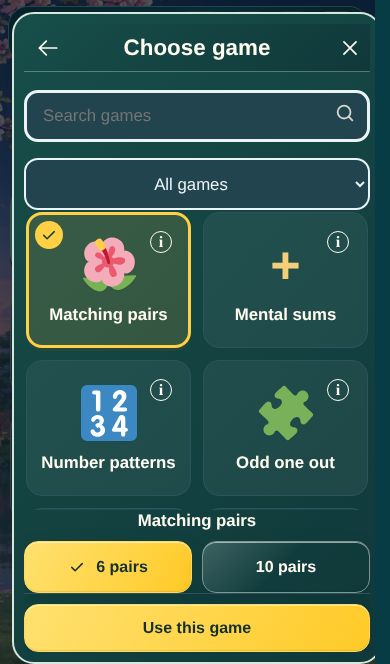 Choose game
Search games
All games
Matching pairs
Mental sums
1 2
3 4
Number patterns
Odd one out
Matching pairs
6 pairs
10 pairs
Use this game